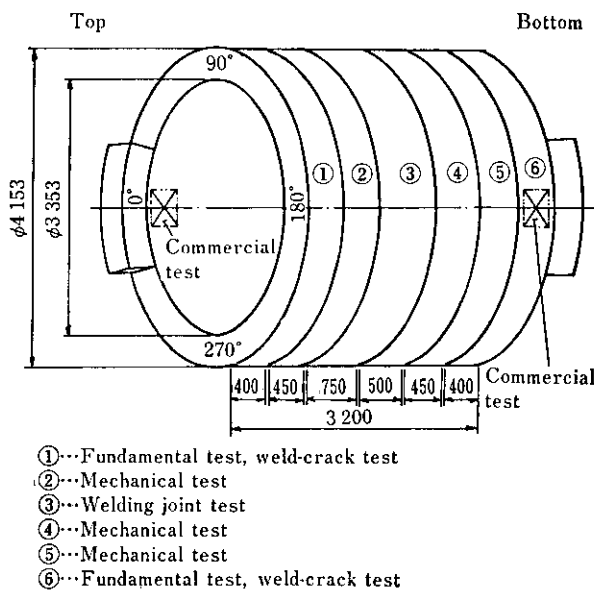 Top Bottom
90°
φ4 153
φ3 353
0°
180°
① ② ③ ④ ⑤ ⑥
Commercial
test
270°
400 450 750 500 450 400
3 200
Commercial
test
①···Fundamental test, weld-crack test
②···Mechanical test
③···Welding joint test
④···Mechanical test
⑤···Mechanical test
⑥···Fundamental test, weld-crack test